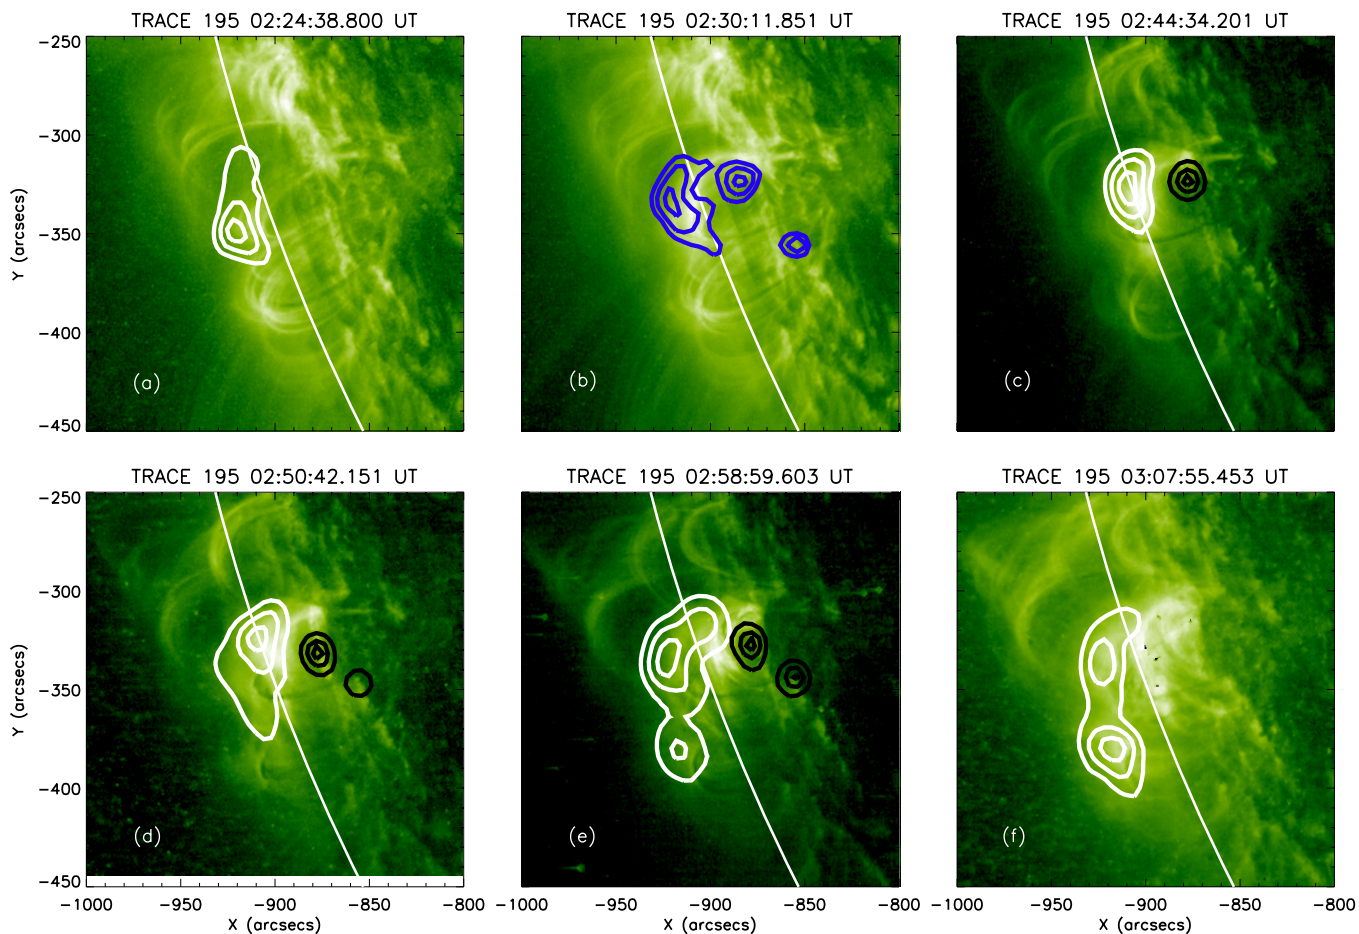 TRACE 195 02:24:38.800 UT
TRACE 195 02:30:11.851 UT
TRACE 195 02:44:34.201 UT
-250
-300
-350
-400
-450
Y (arcsecs)
(a)
(b)
(c)
TRACE 195 02:50:42.151 UT
TRACE 195 02:58:59.603 UT
TRACE 195 03:07:55.453 UT
-250
-300
-350
-400
-450
Y (arcsecs)
(d)
(e)
(f)
-1000 -950 -900 -850 -800
-1000 -950 -900 -850 -800
-1000 -950 -900 -850 -800
X (arcsecs)
X (arcsecs)
X (arcsecs)